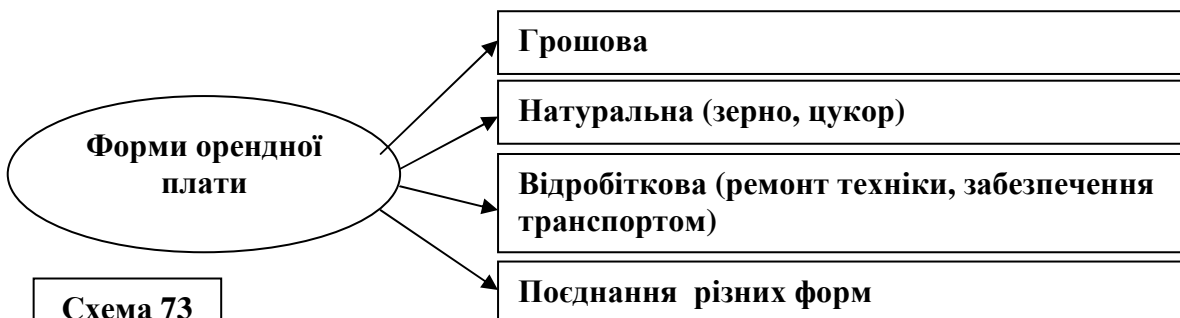 Форми орендної
плати
Грошова
Натуральна (зерно, цукор)
Відробіткова (ремонт техніки, забезпечення
транспортом)
Поєднання різних форм
Схема 73